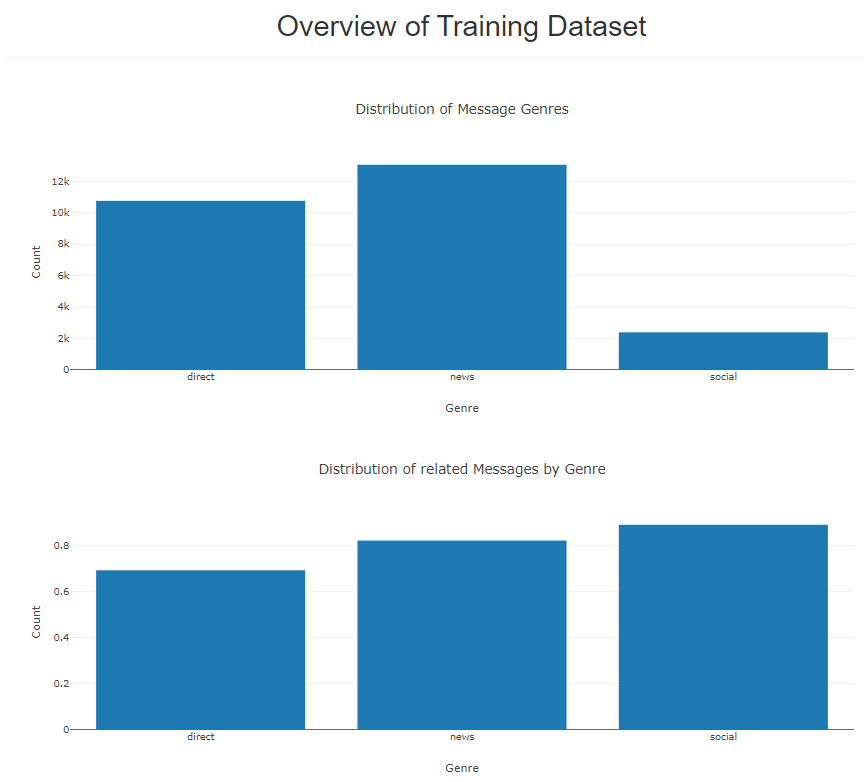 Overview of Training Dataset
Distribution of Message Genres
12k
10k
8k
6k
4k
2k
0
Count
direct news social
Genre
Distribution of related Messages by Genre
0.8
0.6
0.4
0.2
0
Count
direct news social
Genre